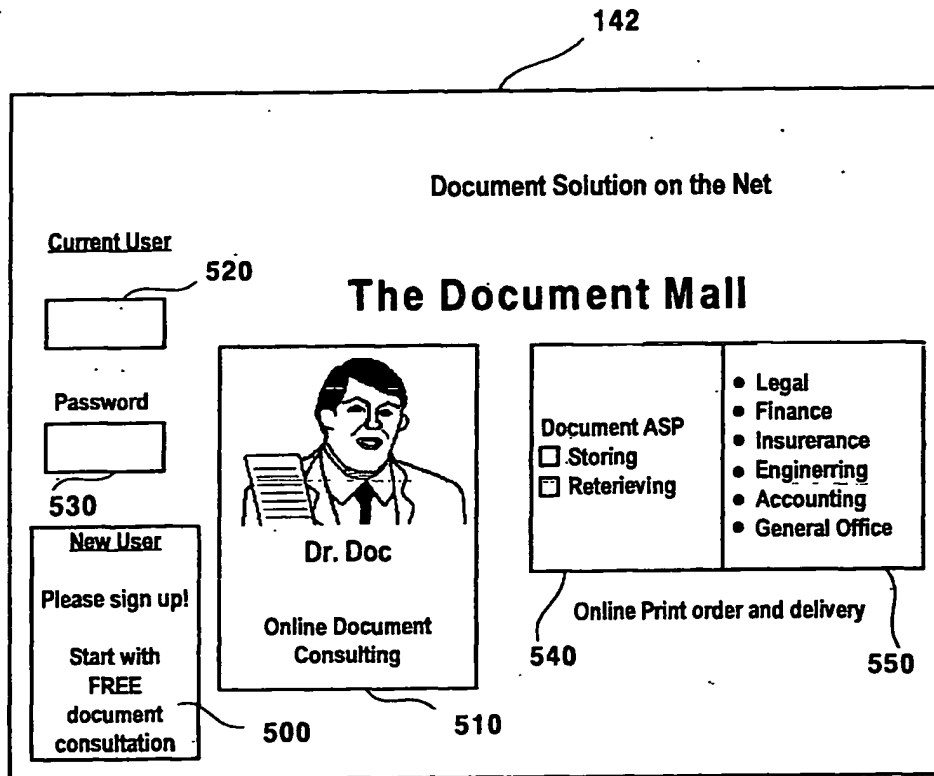 142
Document Solution on the Net
Current User
520
The Document Mall
Password
530
New User
Please sign up!
Start with
FREE
document
consultation
500
Dr. Doc
Online Document
Consulting
510
Document ASP
Storing
Reterieving
540
Legal
Finance
Insurerance
Enginerring
Accounting
General Office
550
Online Print order and delivery